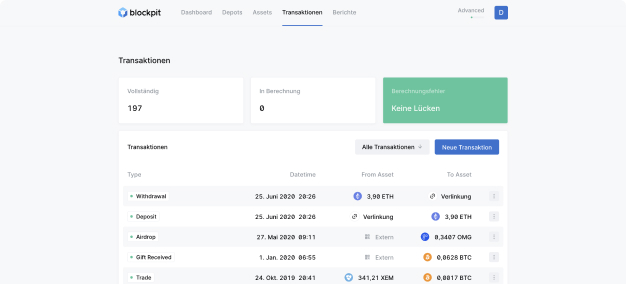 blockpit Dashboard Depots Assets Transaktionen Berichte Advanced D
Transaktionen
Vollständig In Berechnung Berechnungsfehler
197 0 Keine Lücken
Transaktionen Alle Transaktionen Neue Transaktion
Type Datetime From Asset To Asset
Withdrawal 25. Juni 2020 20:26 3,90 ETH Verlinkung
Deposit 25. Juni 2020 20:26 Verlinkung 3,90 ETH
Airdrop 27. Mai 2020 09:11 Extern 0,3407 OMG
Gift Received 1. Jan. 2020 06:55 Extern 0,0628 BTC
Trade 24. Okt. 2019 20:41 341,21 XEM 0,0017 BTC